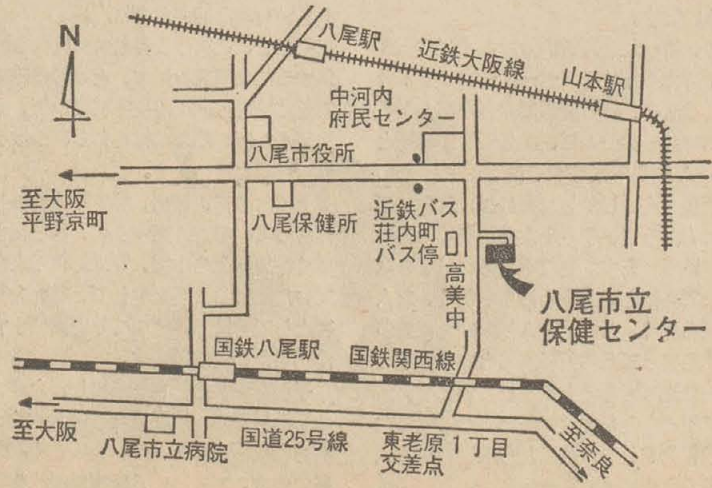 N
八尾駅
近鉄大阪線
山本駅
中河内
府民センター
八尾市役所
至大阪
平野京町
八尾保健所
近鉄バス
荘内町
バス停
高美中
八尾市立
保健センター
国鉄八尾駅
国鉄関西線
至大阪
八尾市立病院
国道25号線
東老原1丁目
交差点
至奈良